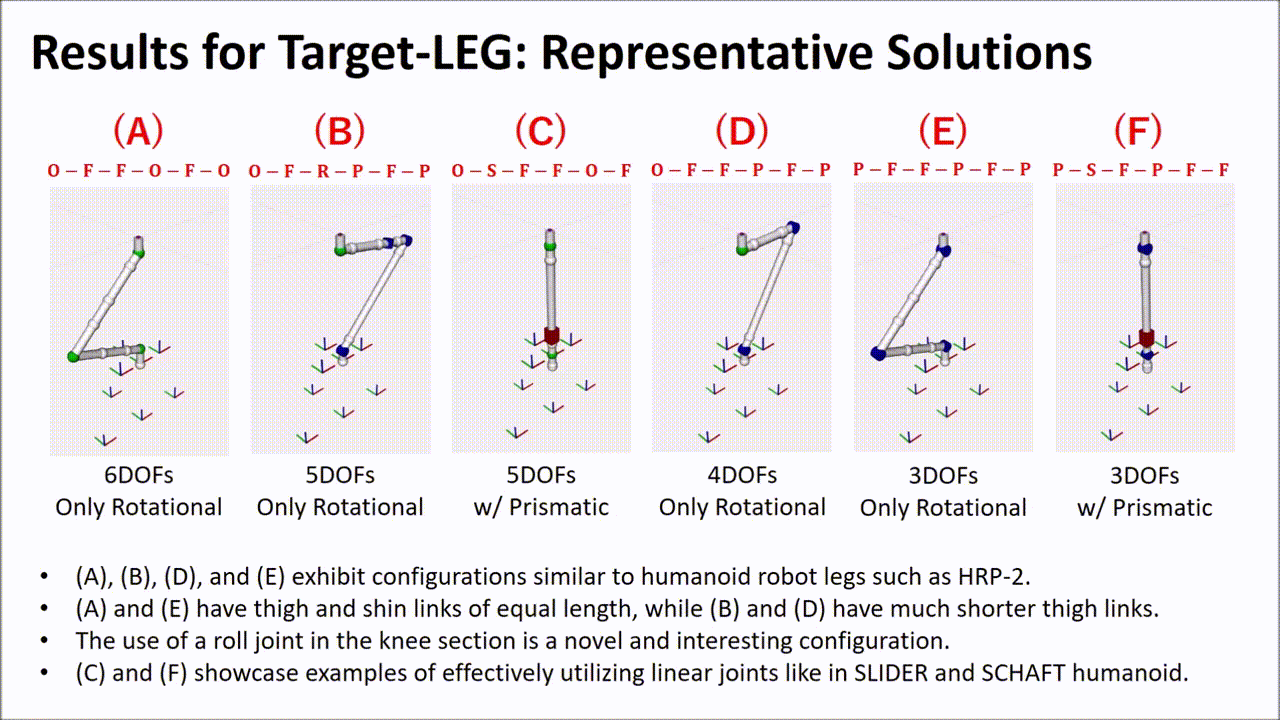 Results for Target-LEG: Representative Solutions
(A) (B) (C) (D) (E) (F)
O – F – F – O – F – O O – F – R – P – F – P O – S – F – F – O – F O – F – F – P – F – P P – F – F – P – F – P P – S – F – P – F – F
6DOFs 5DOFs 5DOFs 4DOFs 3DOFs 3DOFs
Only Rotational Only Rotational w/ Prismatic Only Rotational Only Rotational w/ Prismatic
• (A), (B), (D), and (E) exhibit configurations similar to humanoid robot legs such as HRP-2.
• (A) and (E) have thigh and shin links of equal length, while (B) and (D) have much shorter thigh links.
• The use of a roll joint in the knee section is a novel and interesting configuration.
• (C) and (F) showcase examples of effectively utilizing linear joints like in SLIDER and SCHAFT humanoid.